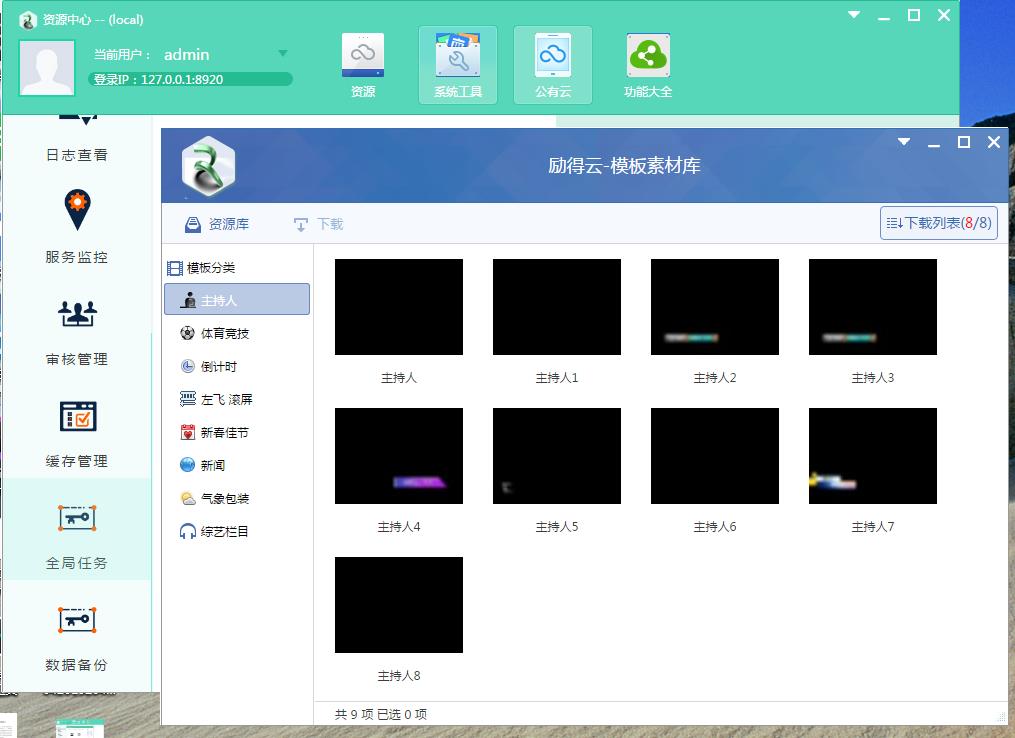 资源中心 -- (local)
当前用户： admin
登录IP：127.0.0.1:8920
资源
系统工具
公有云
功能大全
日志查看
服务监控
审核管理
缓存管理
全局任务
数据备份
励得云-模板素材库
资源库
下载
下载列表(8/8)
模板分类
主持人
体育竞技
倒计时
左飞 滚屏
新春佳节
新闻
气象包装
综艺栏目
主持人
主持人1
主持人2
主持人3
主持人4
主持人5
主持人6
主持人7
主持人8
共 9 项 已选 0 项